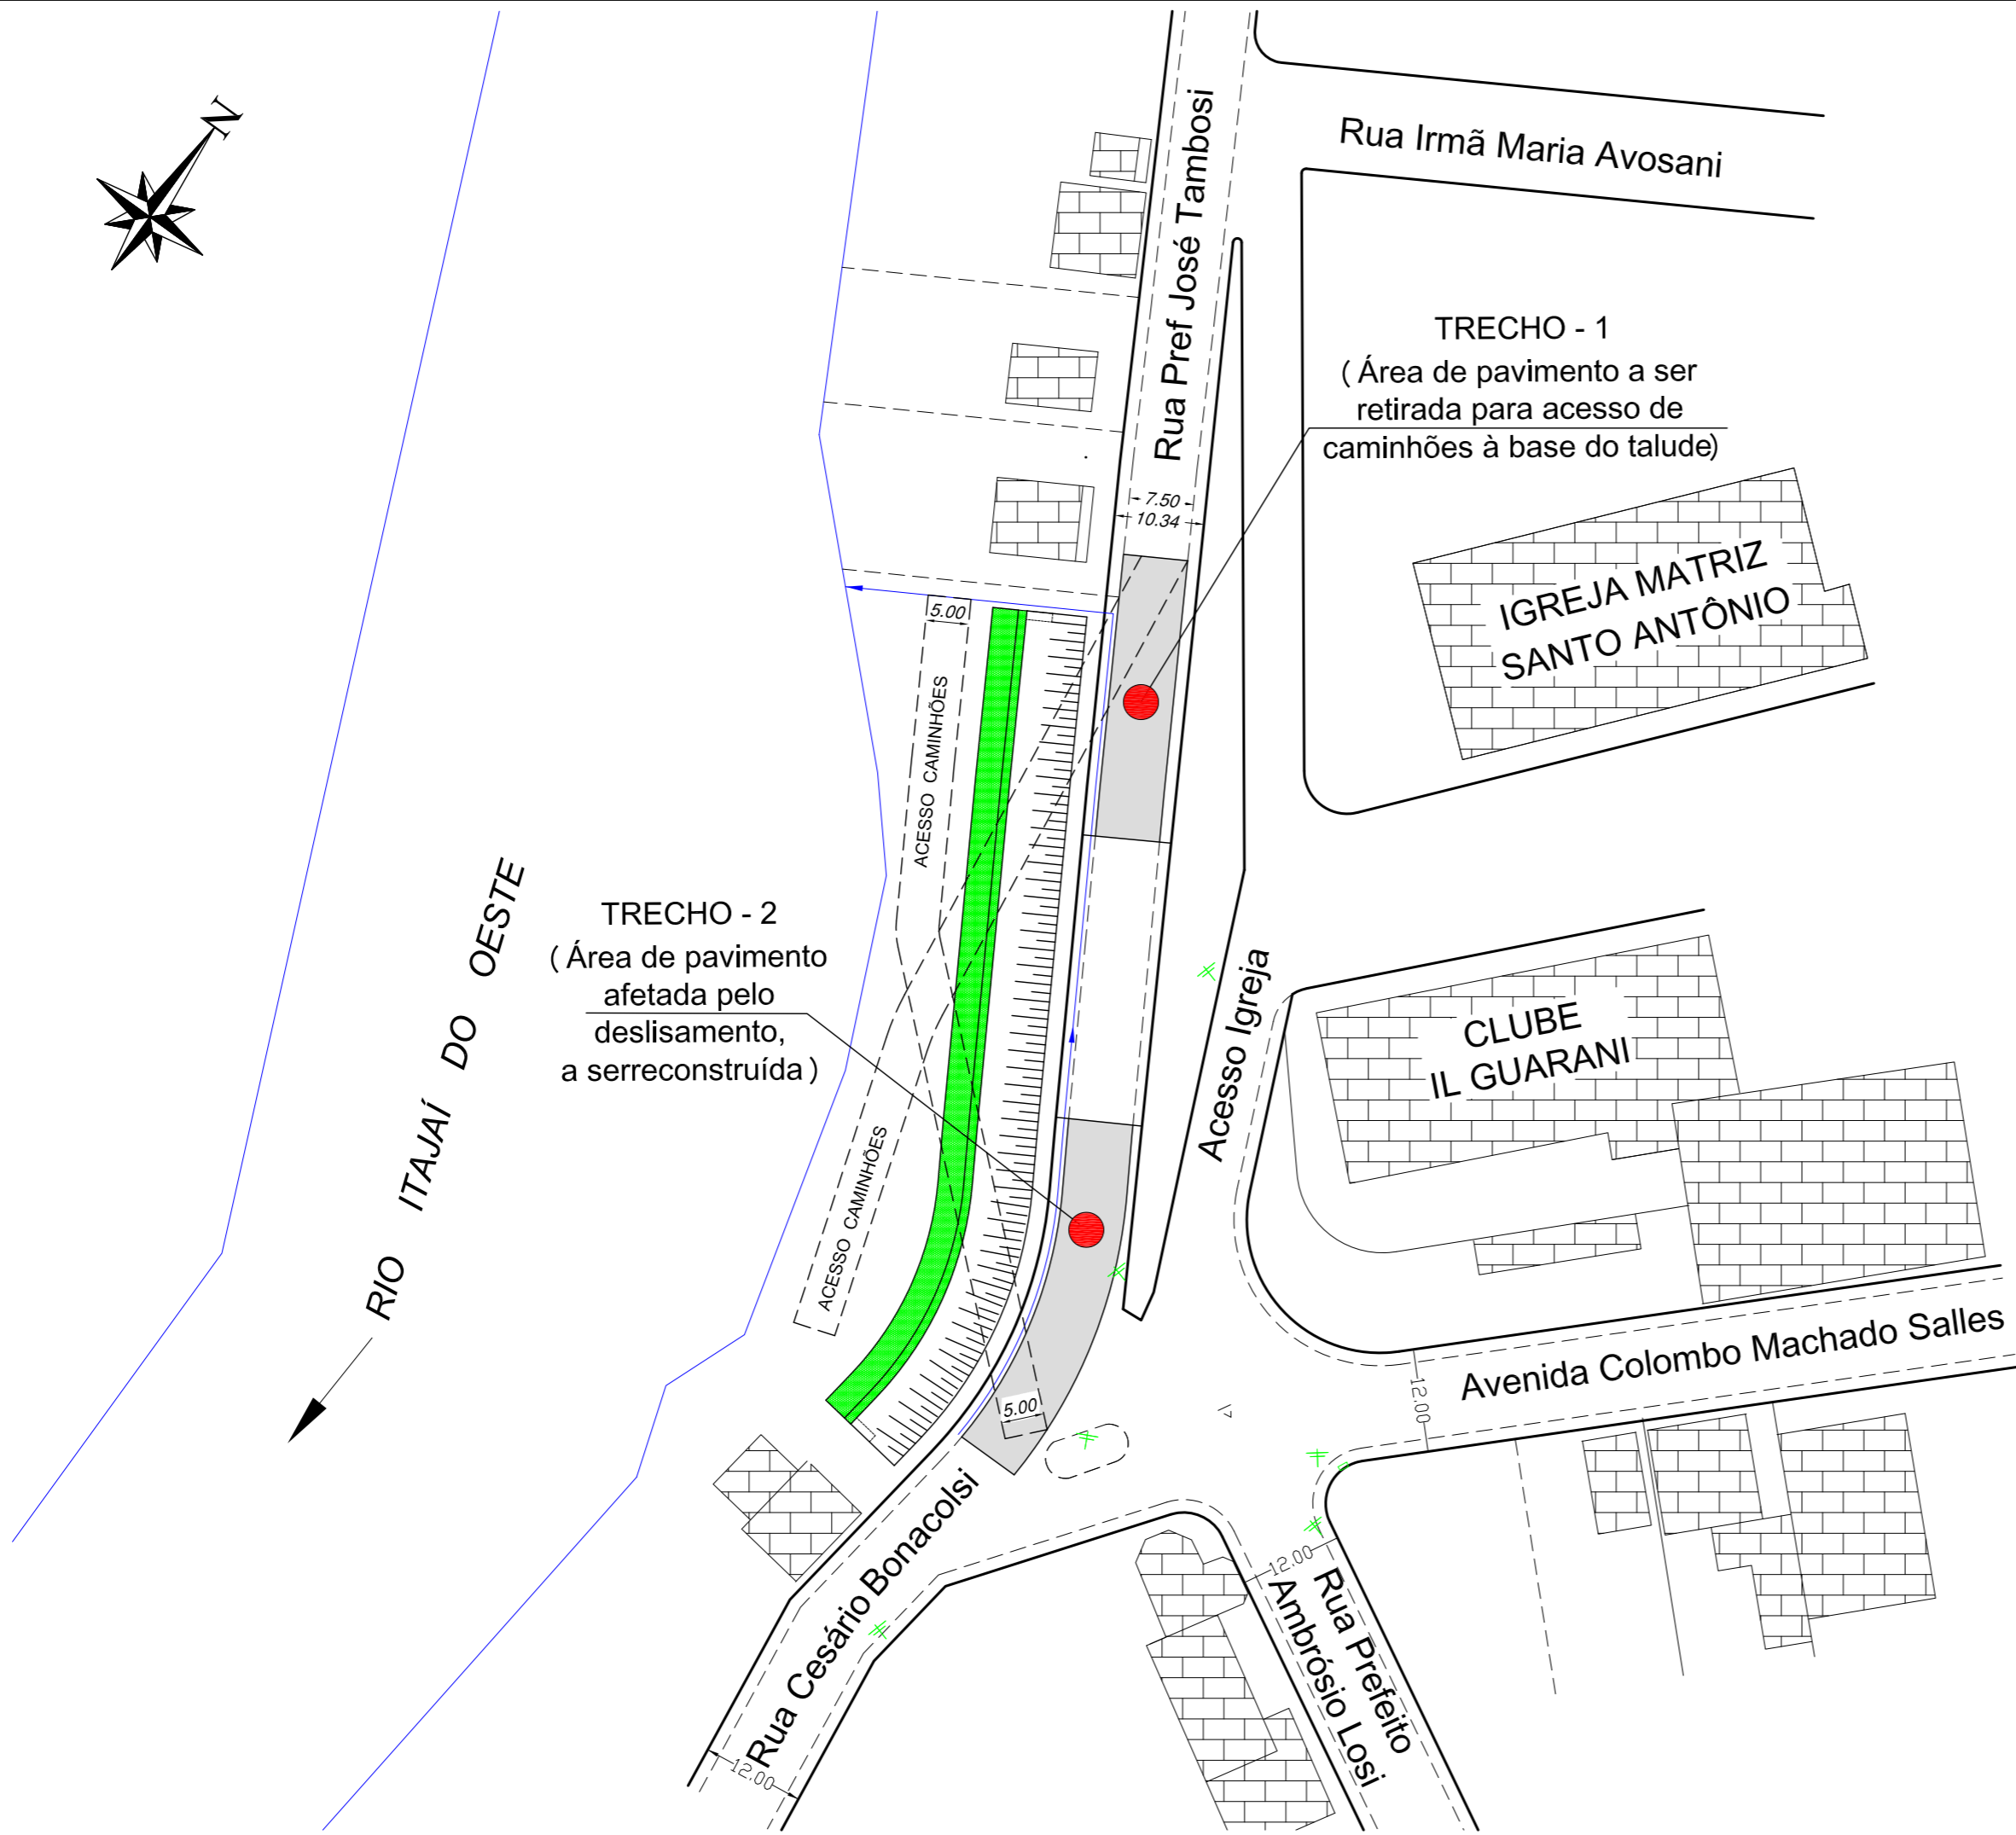 N
Rua Irmã Maria Avosani
Rua Pref José Tambosi
TRECHO - 1
( Área de pavimento a ser
retirada para acesso de
caminhões à base do talude)
7.50
10.34
IGREJA MATRIZ
SANTO ANTÔNIO
5.00
ACESSO CAMINHÕES
RIO ITAJAÍ DO OESTE
TRECHO - 2
( Área de pavimento
afetada pelo
deslisamento,
a serreconstruída )
Acesso Igreja
CLUBE
IL GUARANI
ACESSO CAMINHÕES
Avenida Colombo Machado Salles
12.00
5.00
Rua Cesário Bonacolsi
12.00
12.00
Rua Prefeito
Ambrósio Losi